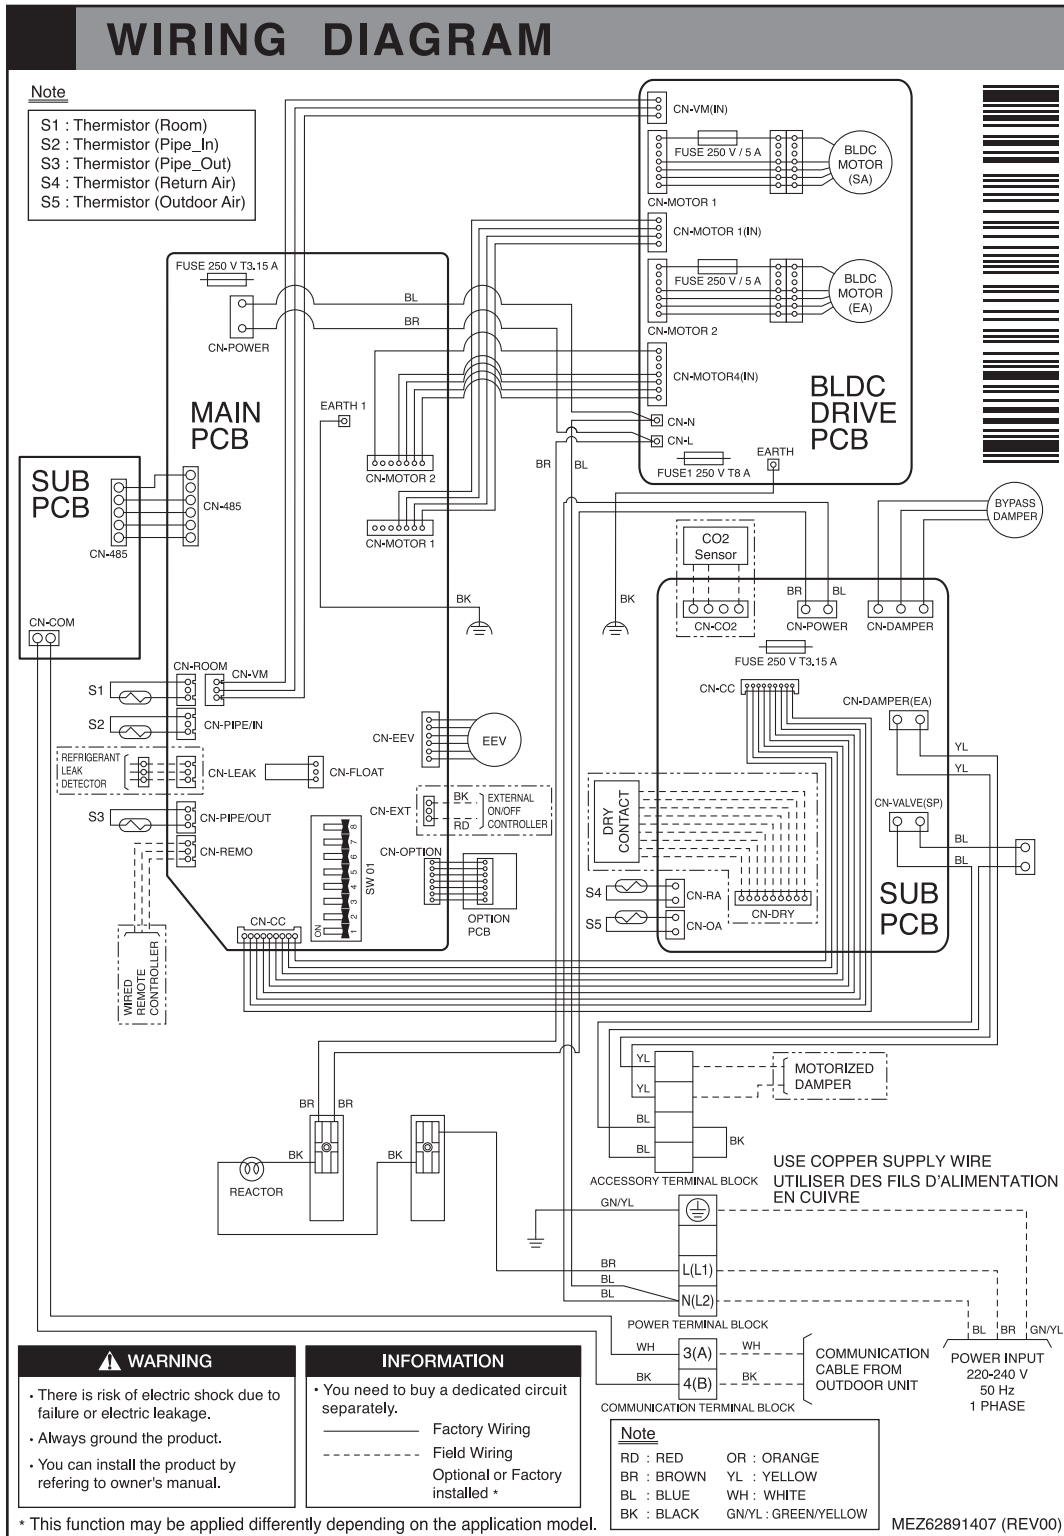 WIRING DIAGRAM
Note
S1 : Thermistor (Room)
S2 : Thermistor (Pipe_In)
S3 : Thermistor (Pipe_Out)
S4 : Thermistor (Return Air)
S5 : Thermistor (Outdoor Air)
CN-VM(IN)
FUSE 250 V / 5 A
BLDC
MOTOR
(SA)
CN-MOTOR 1
CN-MOTOR 1(IN)
FUSE 250 V / 5 A
BLDC
MOTOR
(EA)
CN-MOTOR 2
CN-MOTOR4(IN)
BLDC
DRIVE
PCB
CN-N
CN-L
FUSE1 250 V T8 A
EARTH
FUSE 250 V T3.15 A
CN-POWER
BL
BR
MAIN
PCB
EARTH 1
CN-MOTOR 2
CN-MOTOR 1
BR
BL
BK
BK
SUB
PCB
CN-485
CN-485
CN-COM
BYPASS
DAMPER
CO2
Sensor
CN-CO2
BR
BL
CN-POWER
CN-DAMPER
FUSE 250 V T3.15 A
CN-CC
CN-DAMPER(EA)
YL
YL
CN-VALVE(SP)
BL
BL
DRY
CONTACT
S4
CN-RA
S5
CN-OA
CN-DRY
SUB
PCB
CN-ROOM
CN-VM
S1
S2
CN-PIPE/IN
REFRIGERANT
LEAK
DETECTOR
CN-LEAK
CN-FLOAT
S3
CN-PIPE/OUT
CN-REMO
CN-EEV
EEV
CN-EXT
BK
RD
EXTERNAL
ON/OFF
CONTROLLER
CN-OPTION
OPTION
PCB
SW 01
ON
1 2 3 4 5 6 7 8
CN-CC
WIRED
REMOTE
CONTROLLER
YL
YL
BL
BL
BK
MOTORIZED
DAMPER
ACCESSORY TERMINAL BLOCK
BR
BR
BK
BK
REACTOR
USE COPPER SUPPLY WIRE
UTILISER DES FILS D'ALIMENTATION
EN CUIVRE
GN/YL
BR
L(L1)
BL
BL
N(L2)
POWER TERMINAL BLOCK
BL
BR
GN/YL
POWER INPUT
220-240 V
50 Hz
1 PHASE
WH
3(A)
WH
BK
4(B)
BK
COMMUNICATION
CABLE FROM
OUTDOOR UNIT
COMMUNICATION TERMINAL BLOCK
WARNING
• There is risk of electric shock due to
failure or electric leakage.
• Always ground the product.
• You can install the product by
refering to owner's manual.
INFORMATION
• You need to buy a dedicated circuit
separately.
Factory Wiring
Field Wiring
Optional or Factory
installed *
Note
RD : RED OR : ORANGE
BR : BROWN YL : YELLOW
BL : BLUE WH : WHITE
BK : BLACK GN/YL : GREEN/YELLOW
* This function may be applied differently depending on the application model.
MEZ62891407 (REV00)